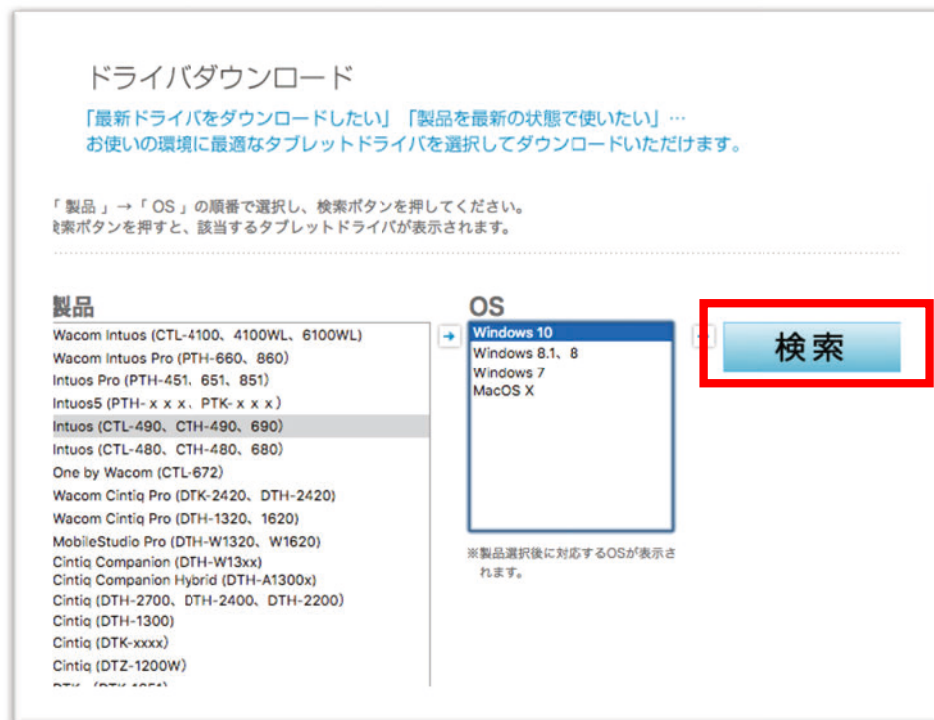 ドライバダウンロード
「最新ドライバをダウンロードしたい」「製品を最新の状態で使いたい」…
お使いの環境に最適なタブレットドライバを選択してダウンロードいただけます。
「 製品 」→「 OS 」の順番で選択し、検索ボタンを押してください。
検索ボタンを押すと、該当するタブレットドライバが表示されます。
製品
Wacom Intuos (CTL-4100、4100WL、6100WL)
Wacom Intuos Pro (PTH-660、860)
Intuos Pro (PTH-451、651、851)
Intuos5 (PTH-ｘｘｘ、PTK-ｘｘｘ)
Intuos (CTL-490、CTH-490、690)
Intuos (CTL-480、CTH-480、680)
One by Wacom (CTL-672)
Wacom Cintiq Pro (DTK-2420、DTH-2420)
Wacom Cintiq Pro (DTH-1320、1620)
MobileStudio Pro (DTH-W1320、W1620)
Cintiq Companion (DTH-W13xx)
Cintiq Companion Hybrid (DTH-A1300x)
Cintiq (DTH-2700、DTH-2400、DTH-2200)
Cintiq (DTH-1300)
Cintiq (DTK-xxxx)
Cintiq (DTZ-1200W)
OS
Windows 10
Windows 8.1、8
Windows 7
MacOS X
※製品選択後に対応するOSが表示さ
れます。
検索